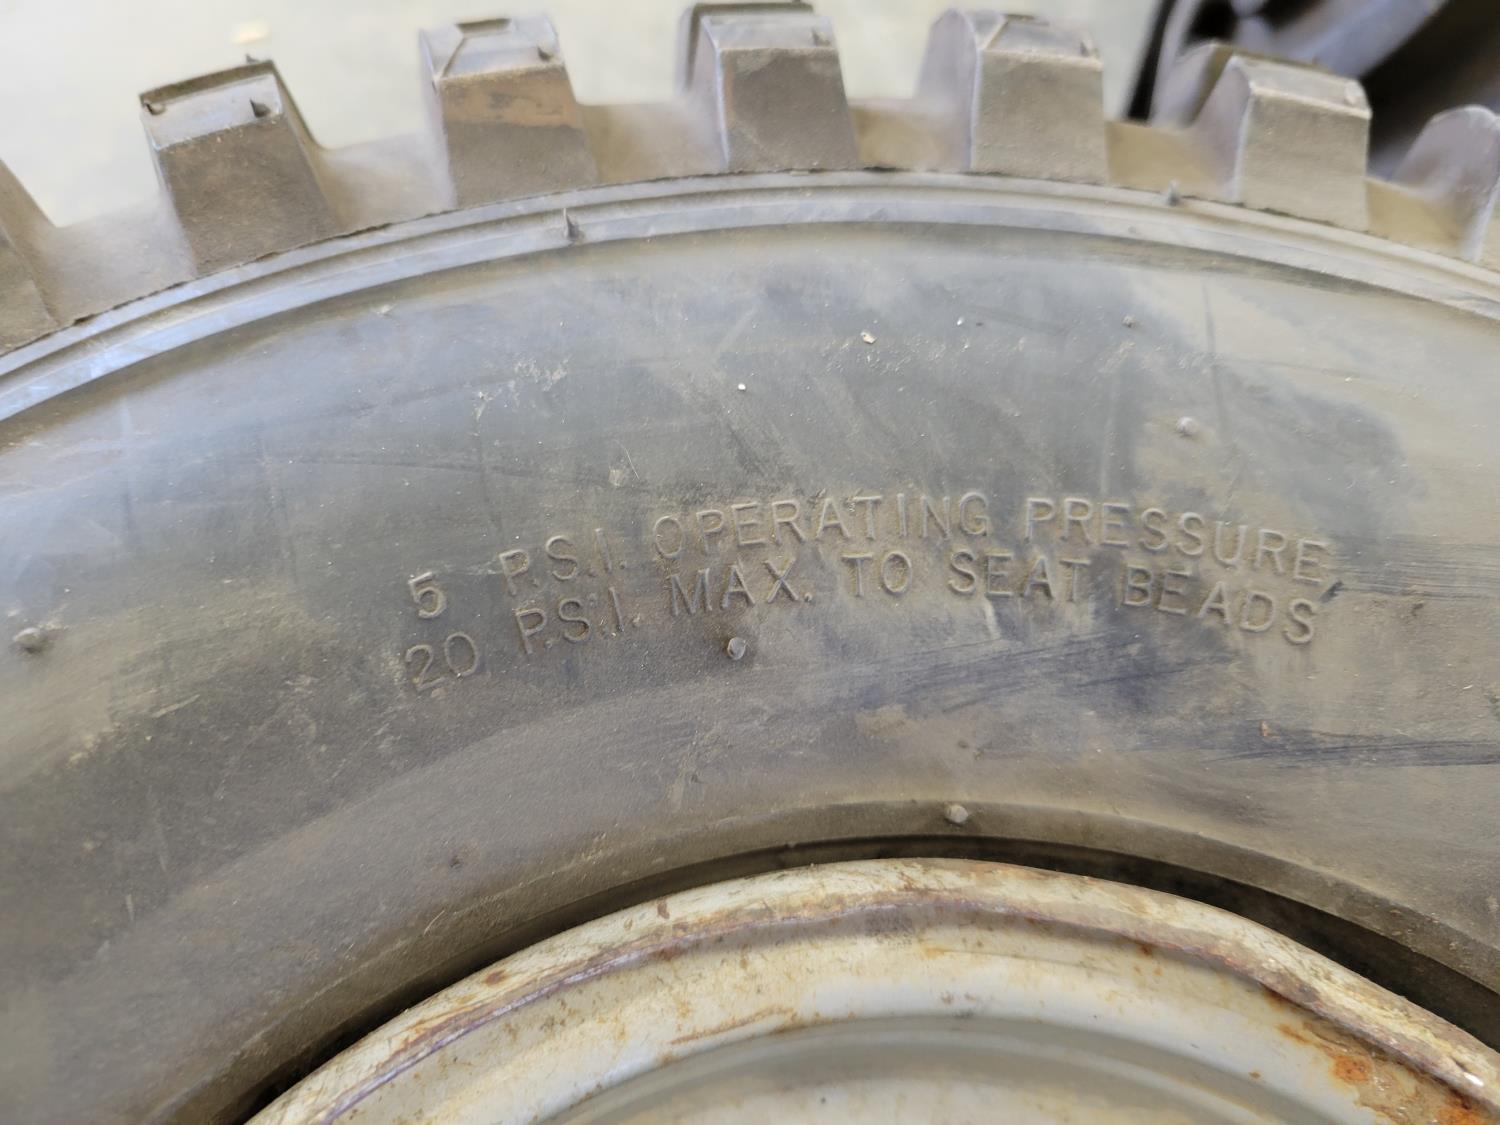 5 P.S.I. OPERATING PRESSURE,
20 P.S.I. MAX. TO SEAT BEADS